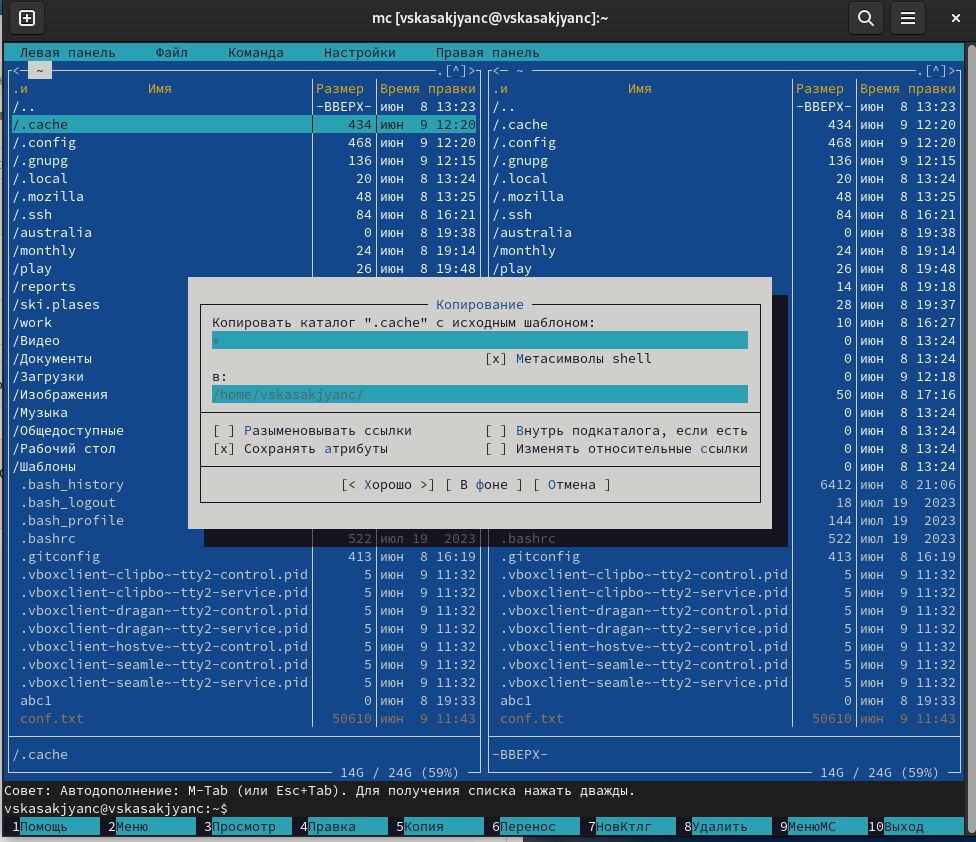 mc [vskasakjyanc@vskasakjyanc]:~
Левая панель Файл Команда Настройки Правая панель
<─ ~ ─.[^]>
<─ ~ ─.[^]>
.и Имя Размер Время правки .и Имя Размер Время правки
/.. -ВВЕРХ- июн 8 13:23 /.. -ВВЕРХ- июн 8 13:23
/.cache 434 июн 9 12:20 /.cache 434 июн 9 12:20
/.config 468 июн 9 12:20 /.config 468 июн 9 12:20
/.gnupg 136 июн 9 12:15 /.gnupg 136 июн 9 12:15
/.local 20 июн 8 13:24 /.local 20 июн 8 13:24
/.mozilla 48 июн 8 13:25 /.mozilla 48 июн 8 13:25
/.ssh 84 июн 8 16:21 /.ssh 84 июн 8 16:21
/australia 0 июн 8 19:38 /australia 0 июн 8 19:38
/monthly 24 июн 8 19:14 /monthly 24 июн 8 19:14
/play 26 июн 8 19:48 /play 26 июн 8 19:48
/reports 14 июн 8 19:18
/ski.plases 28 июн 8 19:37
/work 10 июн 8 16:27
/Видео 0 июн 8 13:24
/Документы 0 июн 8 13:24
/Загрузки 0 июн 9 12:18
/Изображения 50 июн 8 17:16
/Музыка 0 июн 8 13:24
/Общедоступные 0 июн 8 13:24
/Рабочий стол 0 июн 8 13:24
/Шаблоны 0 июн 8 13:24
.bash_history 6412 июн 8 21:06
.bash_logout 18 июл 19 2023
.bash_profile 144 июл 19 2023
Копирование
Копировать каталог ".cache" с исходным шаблоном:
*
[x] Метасимволы shell
в:
/home/vskasakjyanc/
[ ] Разыменовывать ссылки [ ] Внутрь подкаталога, если есть
[x] Сохранять атрибуты [ ] Изменять относительные ссылки
[< Хорошо >] [ В фоне ] [ Отмена ]
.bashrc 522 июл 19 2023 .bashrc 522 июл 19 2023
.gitconfig 413 июн 8 16:19 .gitconfig 413 июн 8 16:19
.vboxclient-clipbo~-tty2-control.pid 5 июн 9 11:32 .vboxclient-clipbo~-tty2-control.pid 5 июн 9 11:32
.vboxclient-clipbo~-tty2-service.pid 5 июн 9 11:32 .vboxclient-clipbo~-tty2-service.pid 5 июн 9 11:32
.vboxclient-dragan~-tty2-control.pid 5 июн 9 11:32 .vboxclient-dragan~-tty2-control.pid 5 июн 9 11:32
.vboxclient-dragan~-tty2-service.pid 5 июн 9 11:32 .vboxclient-dragan~-tty2-service.pid 5 июн 9 11:32
.vboxclient-hostve~-tty2-control.pid 5 июн 9 11:32 .vboxclient-hostve~-tty2-control.pid 5 июн 9 11:32
.vboxclient-seamle~-tty2-control.pid 5 июн 9 11:32 .vboxclient-seamle~-tty2-control.pid 5 июн 9 11:32
.vboxclient-seamle~-tty2-service.pid 5 июн 9 11:32 .vboxclient-seamle~-tty2-service.pid 5 июн 9 11:32
abc1 0 июн 8 19:33 abc1 0 июн 8 19:33
conf.txt 50610 июн 9 11:43 conf.txt 50610 июн 9 11:43
/.cache -ВВЕРХ-
14G / 24G (59%) 14G / 24G (59%)
Совет: Автодополнение: M-Tab (или Esc+Tab). Для получения списка нажать дважды.
vskasakjyanc@vskasakjyanc:~$
1Помощь 2Меню 3Просмотр 4Правка 5Копия 6Перенос 7НовКтлг 8Удалить 9МенюМС 10Выход